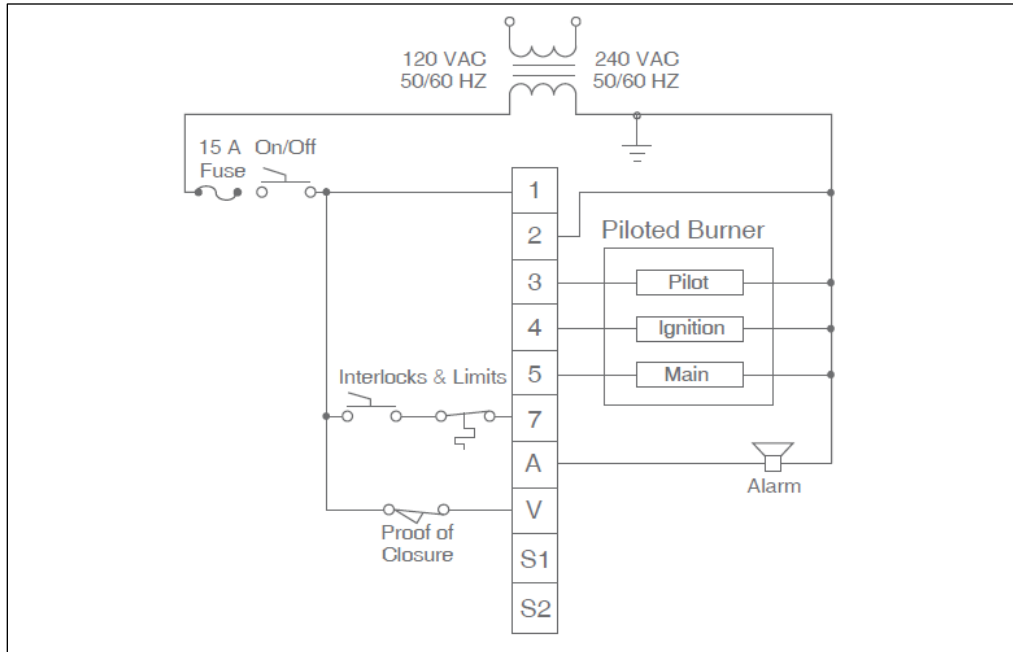 120 VAC
50/60 HZ
240 VAC
50/60 HZ
15 A
Fuse
On/Off
1
2
Piloted Burner
3
Pilot
4
Ignition
5
Main
Interlocks & Limits
7
A
Alarm
V
Proof of
Closure
S1
S2